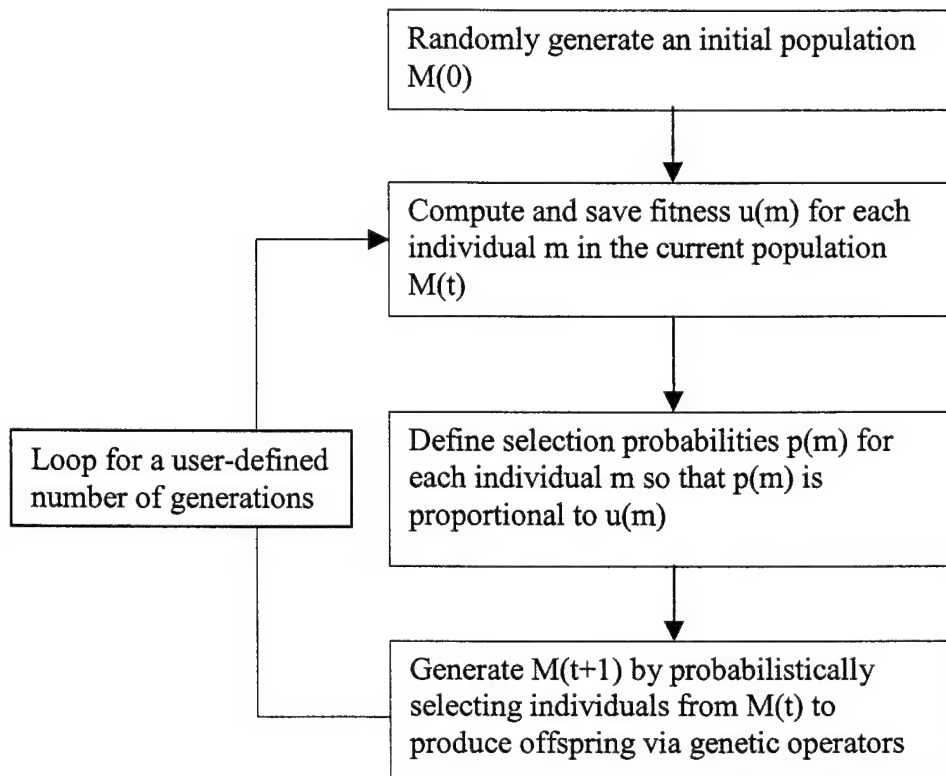 Randomly generate an initial population
M(0)
Compute and save fitness u(m) for each
individual m in the current population
M(t)
Define selection probabilities p(m) for
each individual m so that p(m) is
proportional to u(m)
Loop for a user-defined
number of generations
Generate M(t+1) by probabilistically
selecting individuals from M(t) to
produce offspring via genetic operators